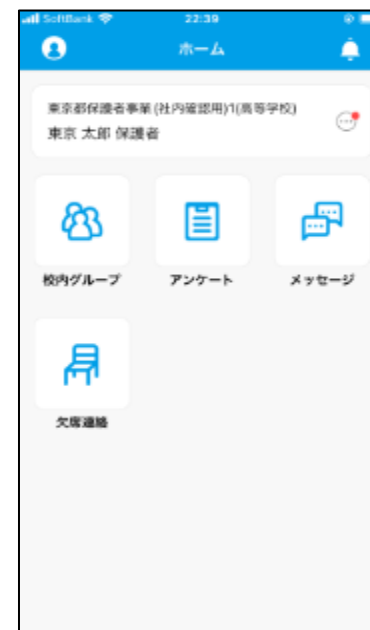 SoftBank 22:39
ホーム
東京都保護者事業(社内確認用)1(高等学校)
東京 太郎 保護者
校内グループ アンケート メッセージ
欠席連絡